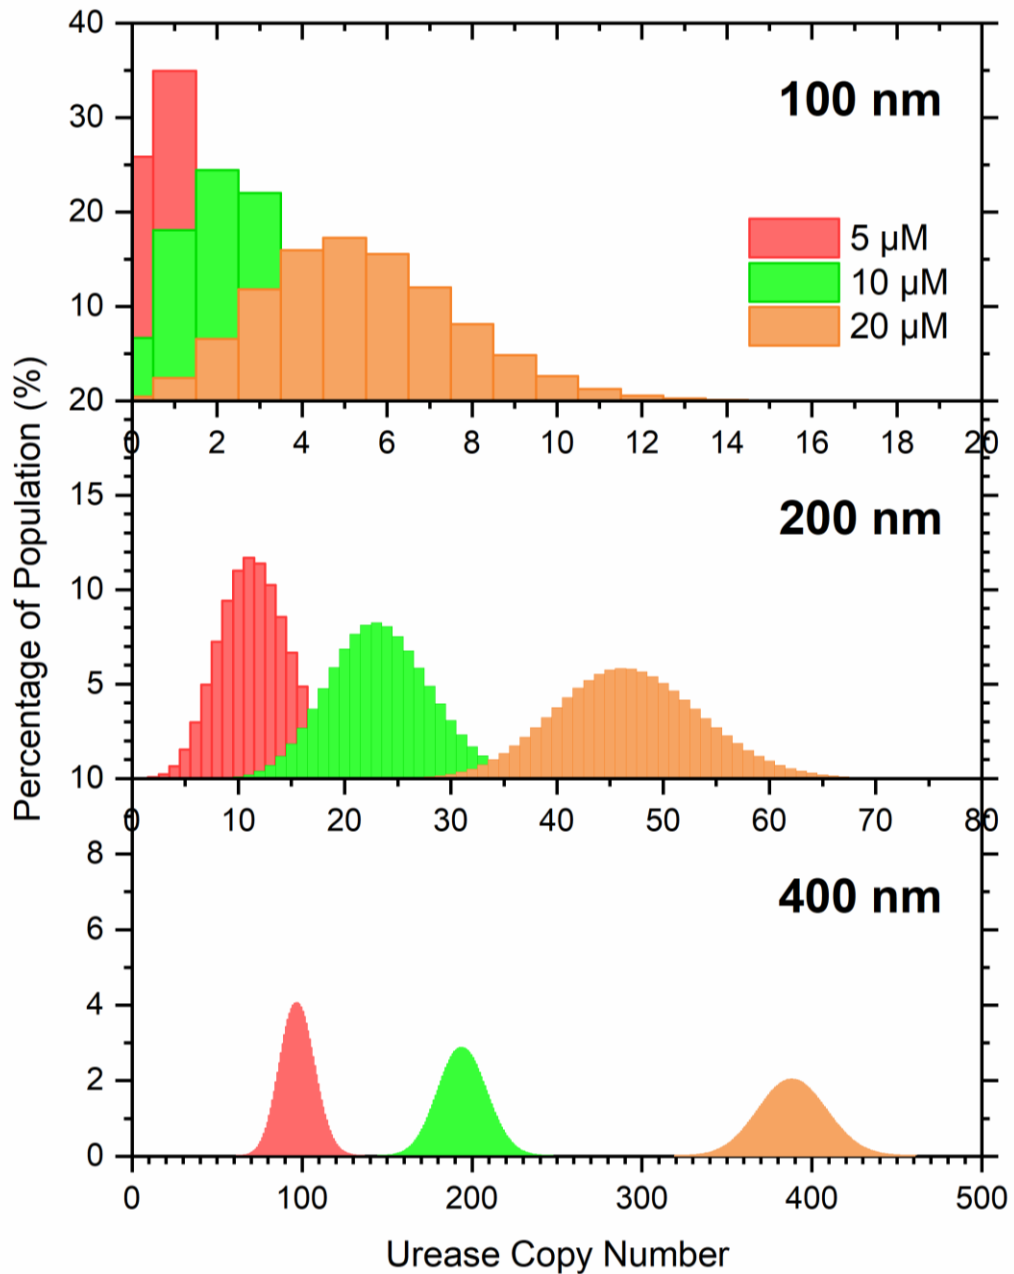 40
30
20
10
20
100 nm
5 µM
10 µM
20 µM
0 2 4 6 8 10 12 14 16 18 20
Percentage of Population (%)
15
10
5
10
200 nm
0 10 20 30 40 50 60 70 80
8
6
4
2
0
400 nm
0 100 200 300 400 500
Urease Copy Number